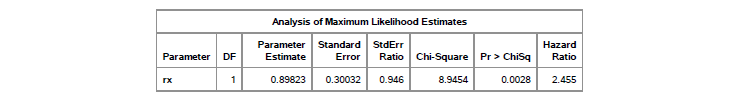 Analysis of Maximum Likelihood Estimates
Parameter DF Parameter Estimate Standard Error StdErr Ratio Chi-Square Pr > ChiSq Hazard Ratio
rx 1 0.89823 0.30032 0.946 8.9454 0.0028 2.455